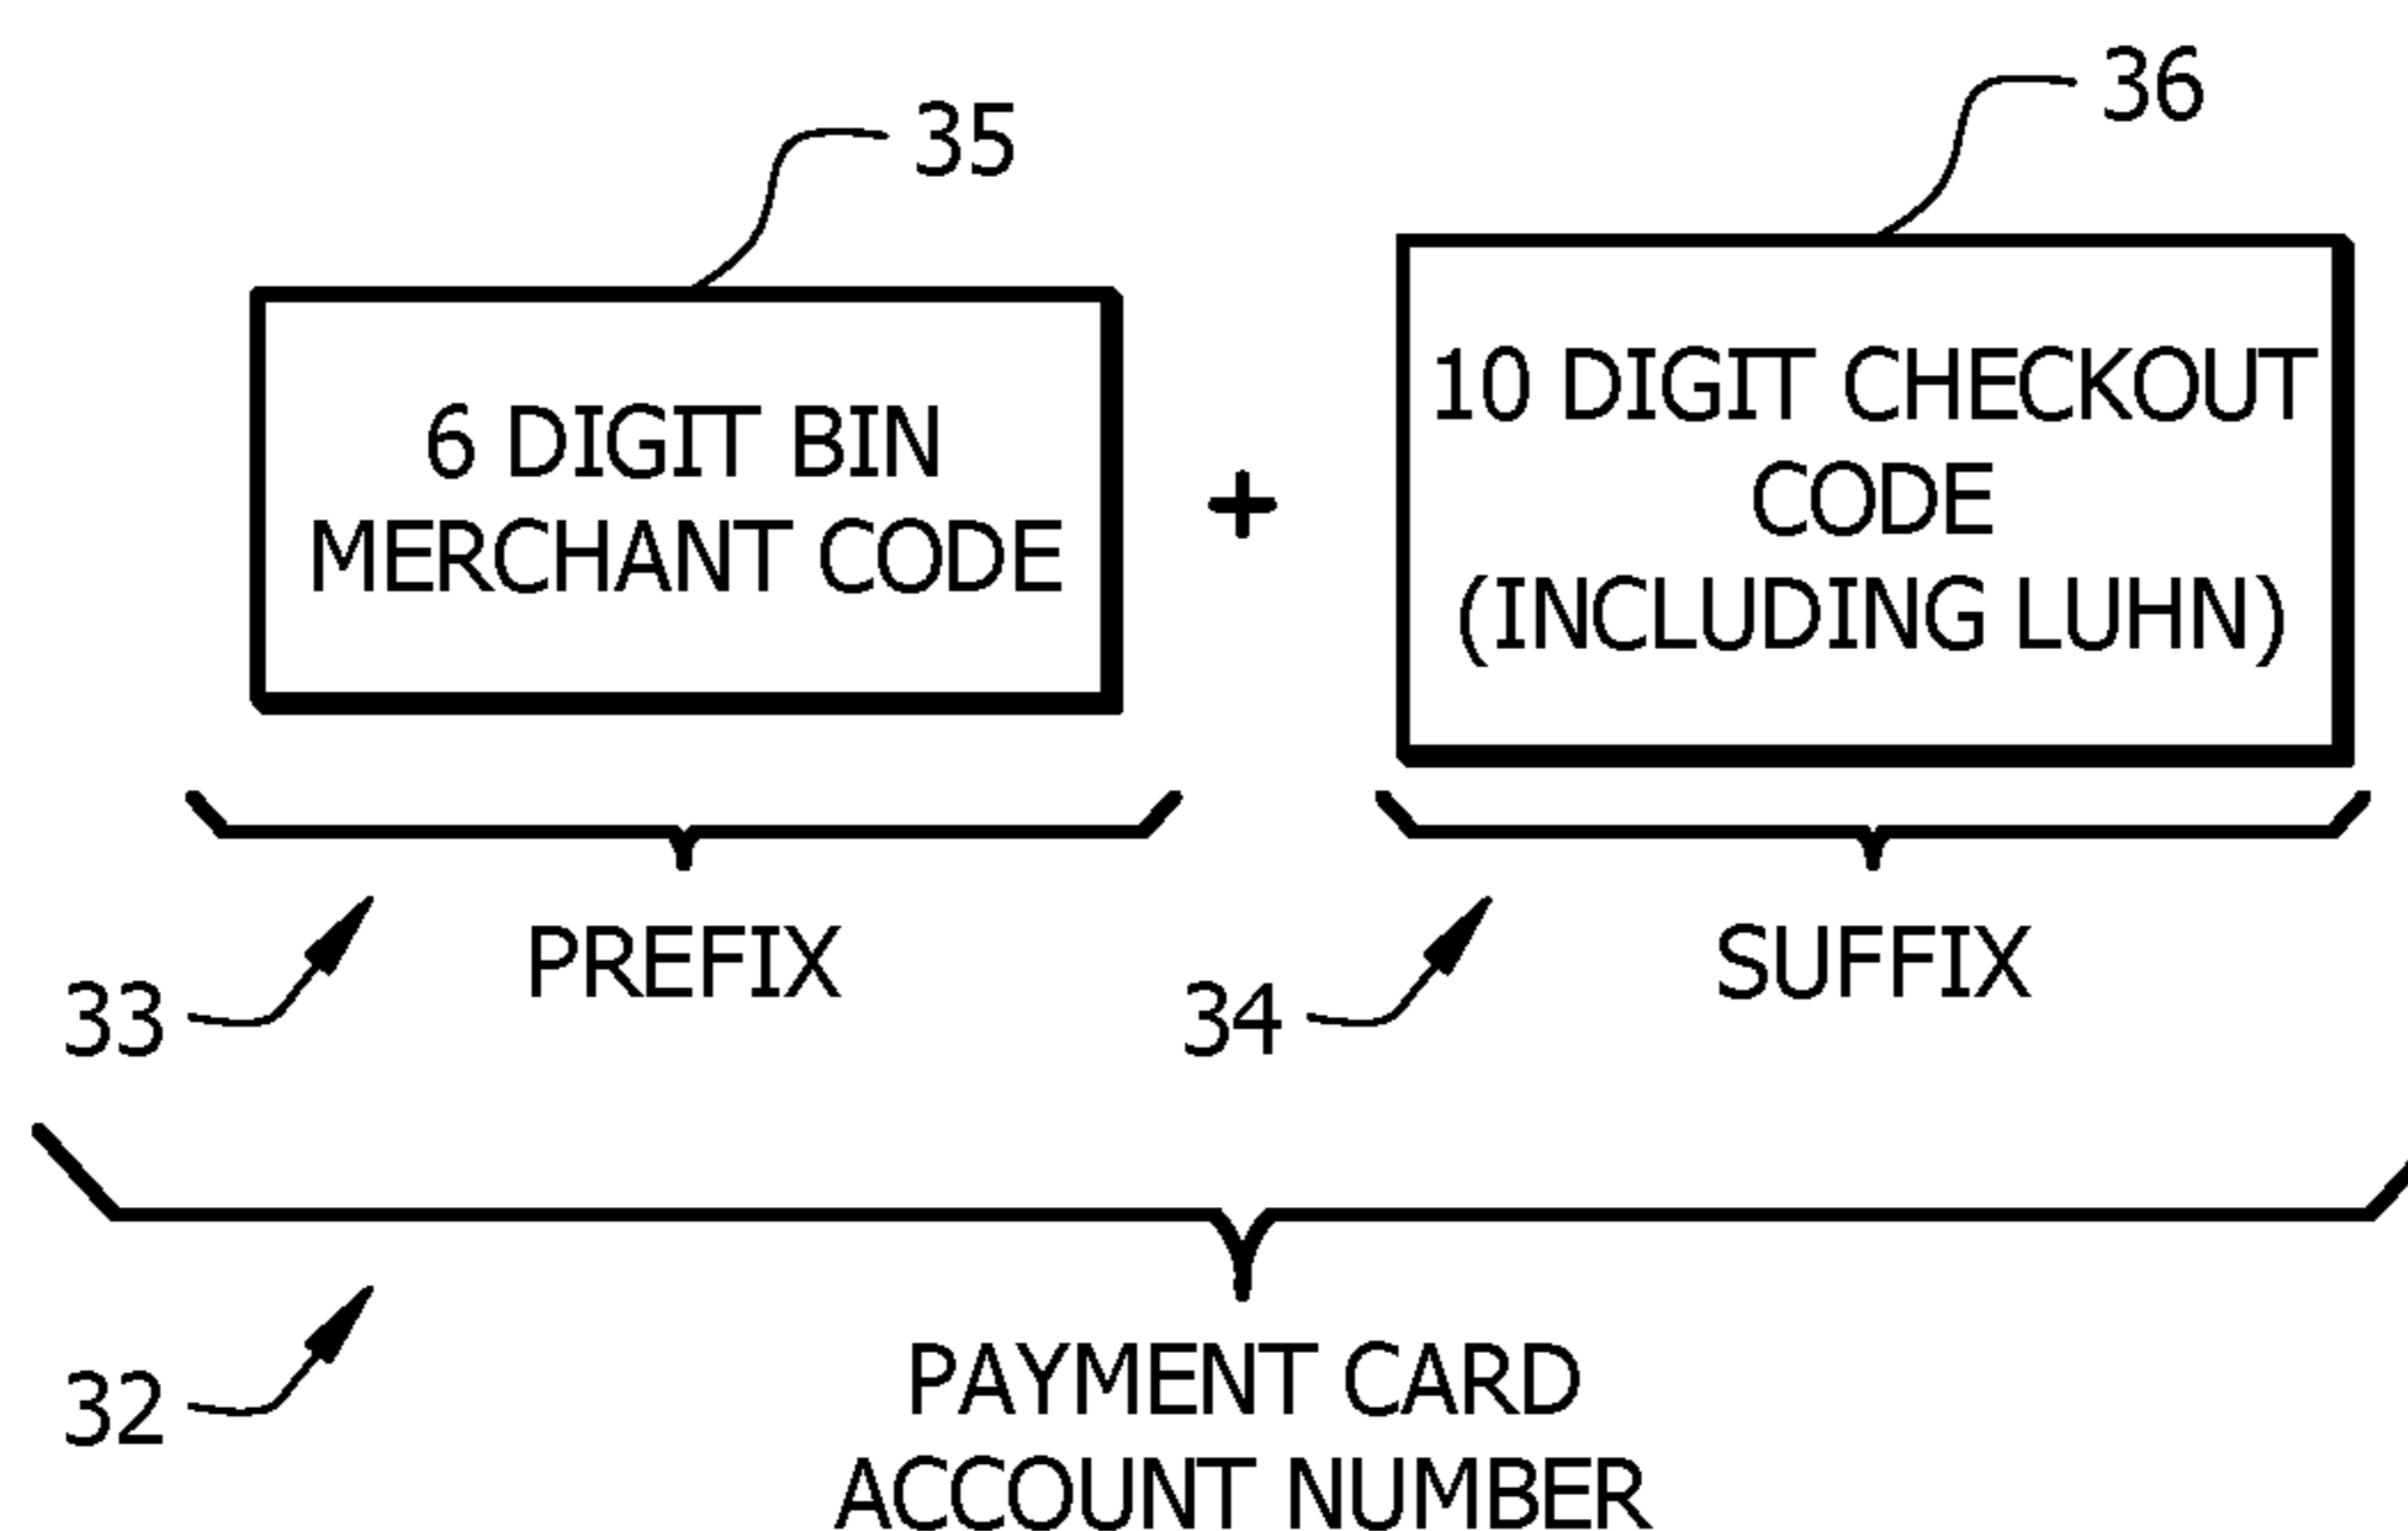 35
36
6 DIGIT BIN
MERCHANT CODE
+
10 DIGIT CHECKOUT
CODE
(INCLUDING LUHN)
PREFIX
SUFFIX
33
34
32
PAYMENT CARD
ACCOUNT NUMBER